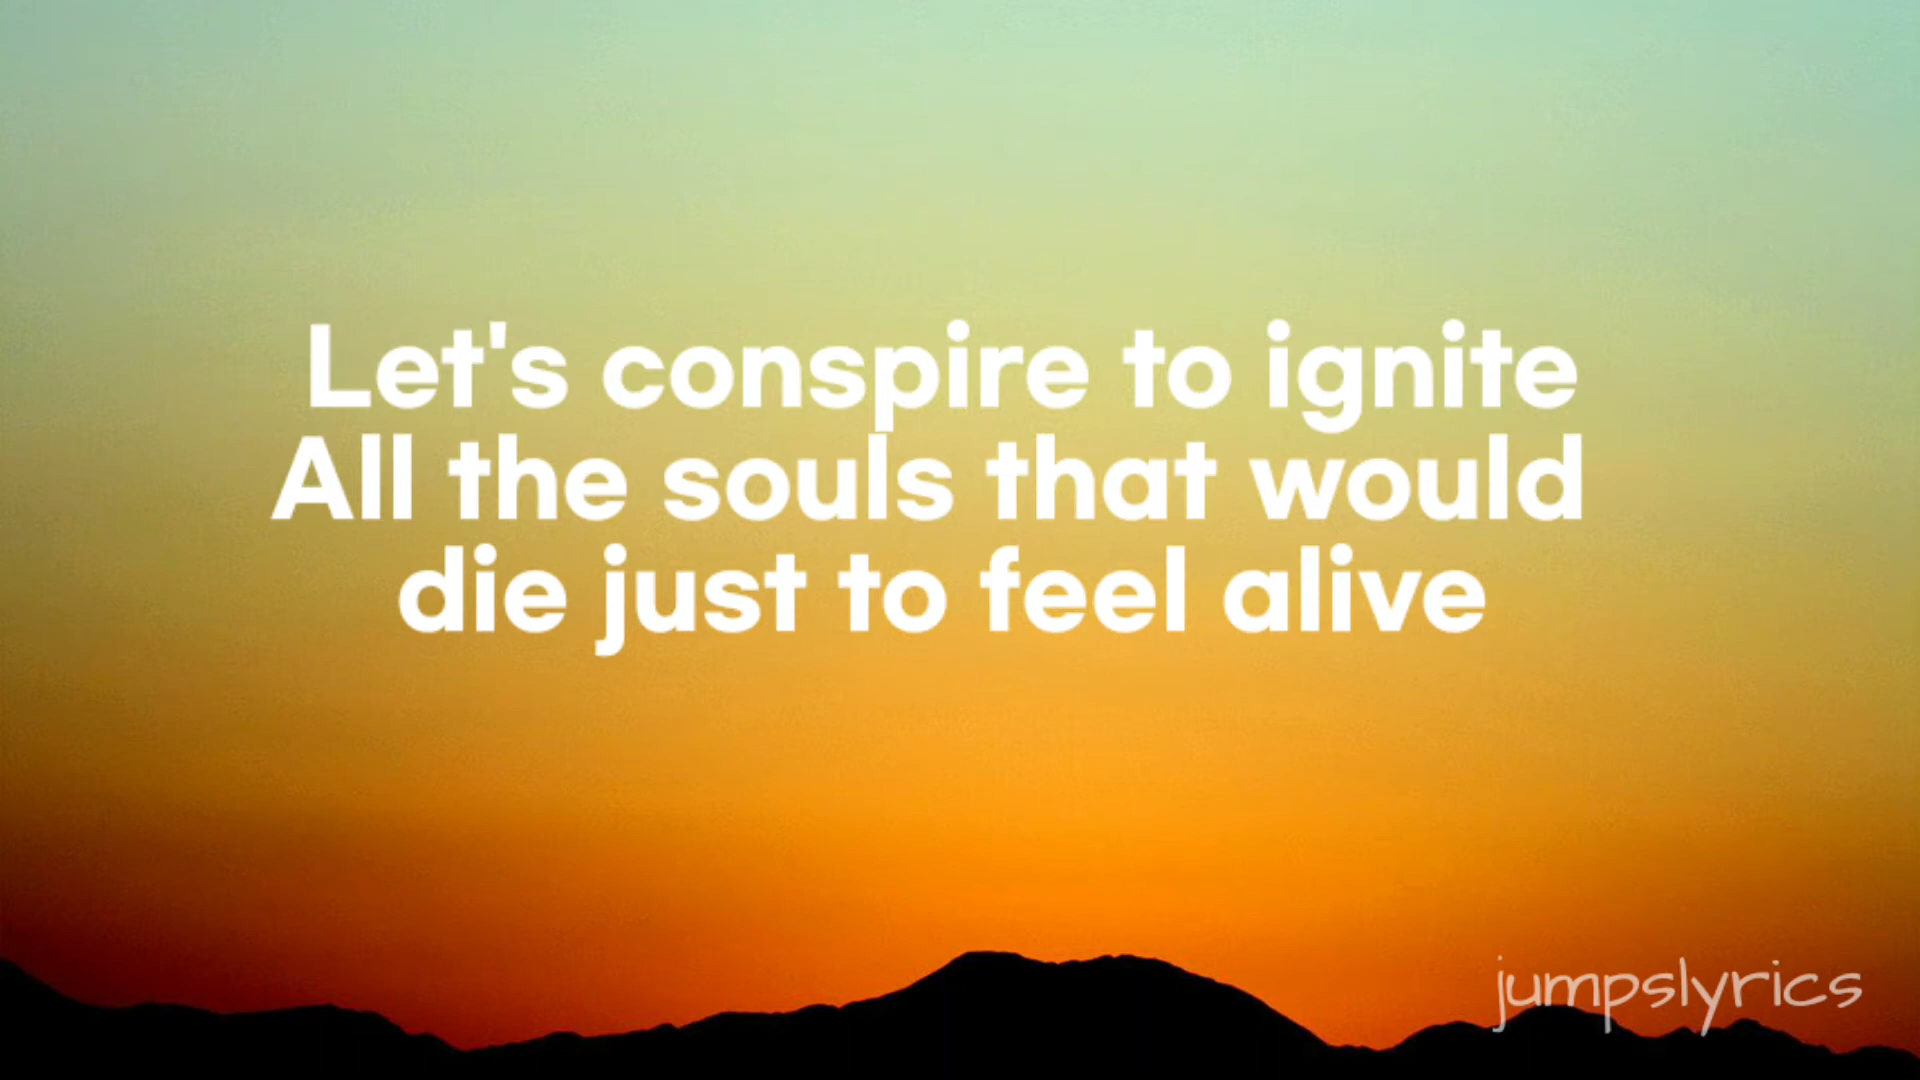 Let's conspire to ignite
All the souls that would
die just to feel alive
jumpslyrics